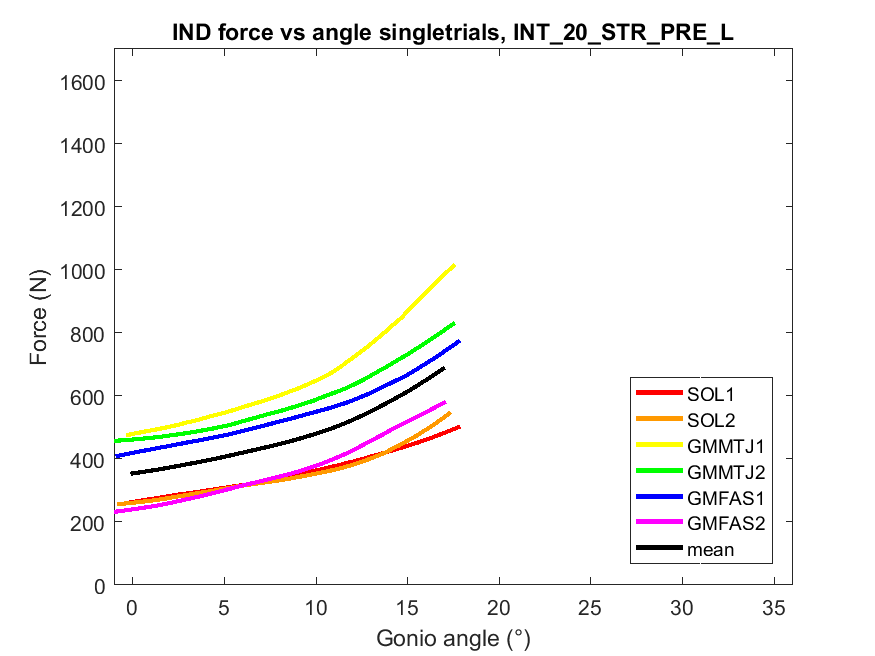 IND force vs angle singletrials, INT_20_STR_PRE_L
Force (N)
1600
1400
1200
1000
800
600
400
200
0
0 5 10 15 20 25 30 35
Gonio angle (°)
SOL1
SOL2
GMMTJ1
GMMTJ2
GMFAS1
GMFAS2
mean